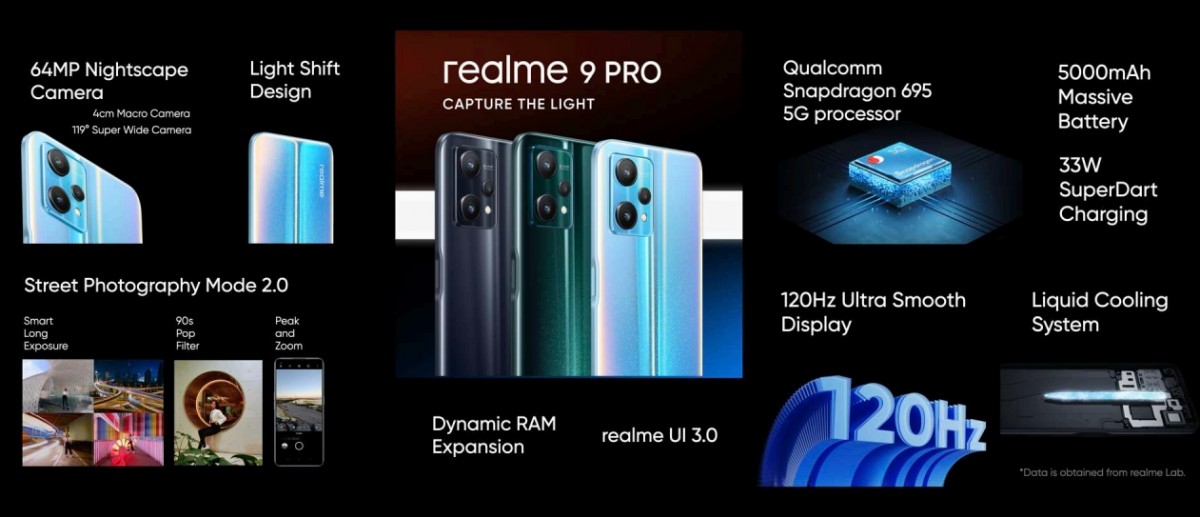 64MP Nightscape
Camera
4cm Macro Camera
119° Super Wide Camera
Light Shift
Design
realme
Street Photography Mode 2.0
Smart
Long
Exposure
90s
Pop
Filter
Peak
and
Zoom
realme 9 PRO
CAPTURE THE LIGHT
Dynamic RAM
Expansion
realme UI 3.0
Qualcomm
Snapdragon 695
5G processor
Snapdragon
5000mAh
Massive
Battery
33W
SuperDart
Charging
120Hz Ultra Smooth
Display
120Hz
Liquid Cooling
System
*Data is obtained from realme Lab.